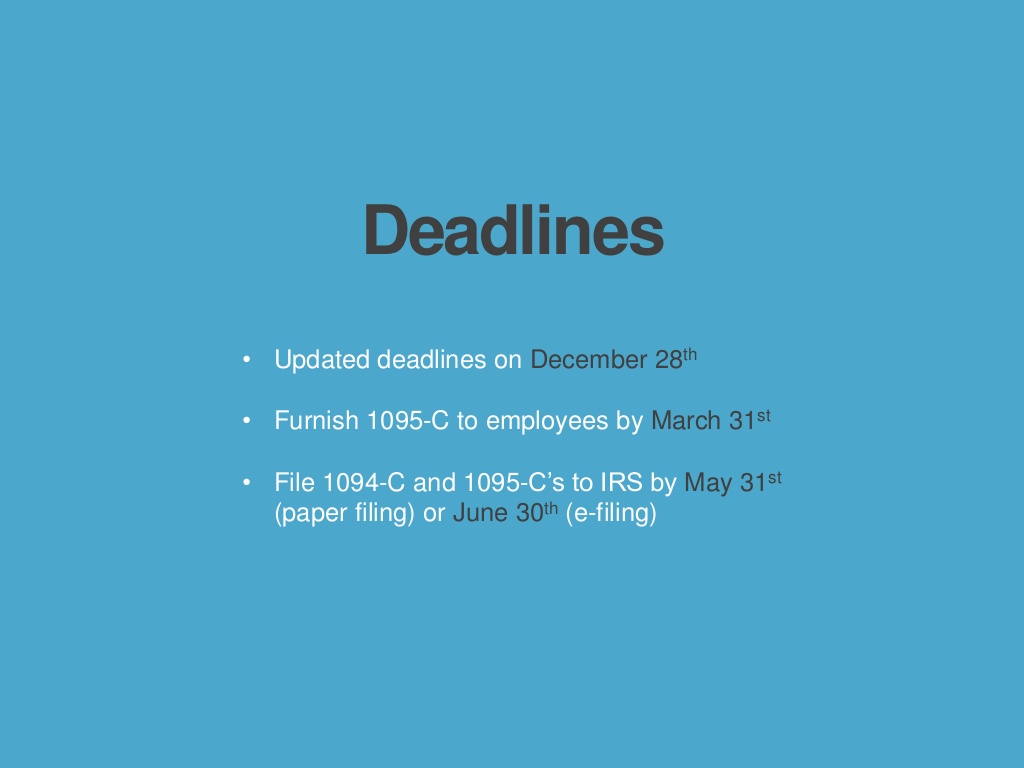 Deadlines
• Updated deadlines on December 28th
• Furnish 1095-C to employees by March 31st
• File 1094-C and 1095-C’s to IRS by May 31st
(paper filing) or June 30th (e-filing)